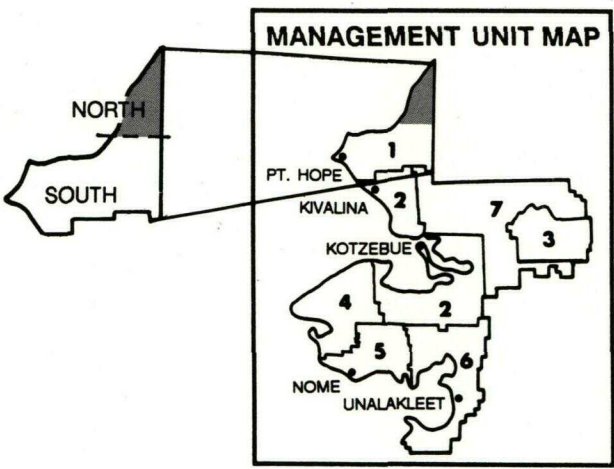 MANAGEMENT UNIT MAP
NORTH
SOUTH
1
PT. HOPE
KIVALINA
2
7
3
KOTZEBUE
4
2
5
6
NOME
UNALAKLEET